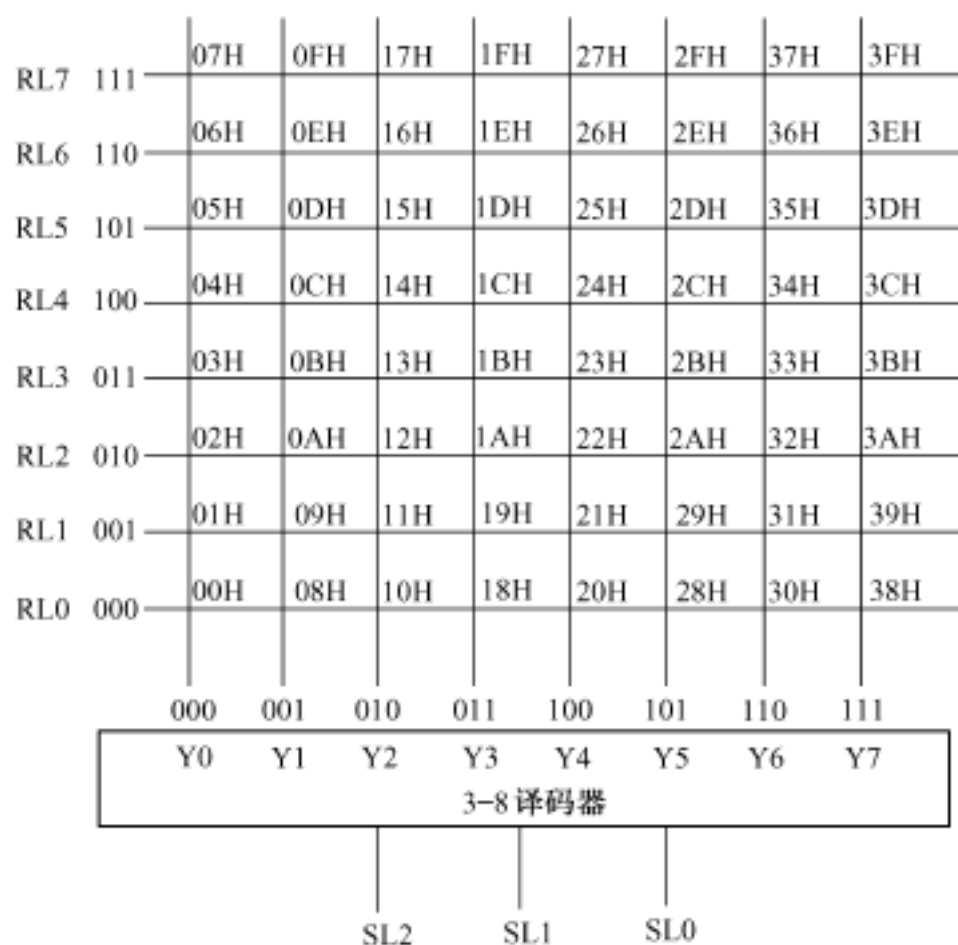 RL7 111 07H 0FH 17H 1FH 27H 2FH 37H 3FH
RL6 110 06H 0EH 16H 1EH 26H 2EH 36H 3EH
RL5 101 05H 0DH 15H 1DH 25H 2DH 35H 3DH
RL4 100 04H 0CH 14H 1CH 24H 2CH 34H 3CH
RL3 011 03H 0BH 13H 1BH 23H 2BH 33H 3BH
RL2 010 02H 0AH 12H 1AH 22H 2AH 32H 3AH
RL1 001 01H 09H 11H 19H 21H 29H 31H 39H
RL0 000 00H 08H 10H 18H 20H 28H 30H 38H
000 001 010 011 100 101 110 111
Y0 Y1 Y2 Y3 Y4 Y5 Y6 Y7
3-8译码器
SL2 SL1 SL0